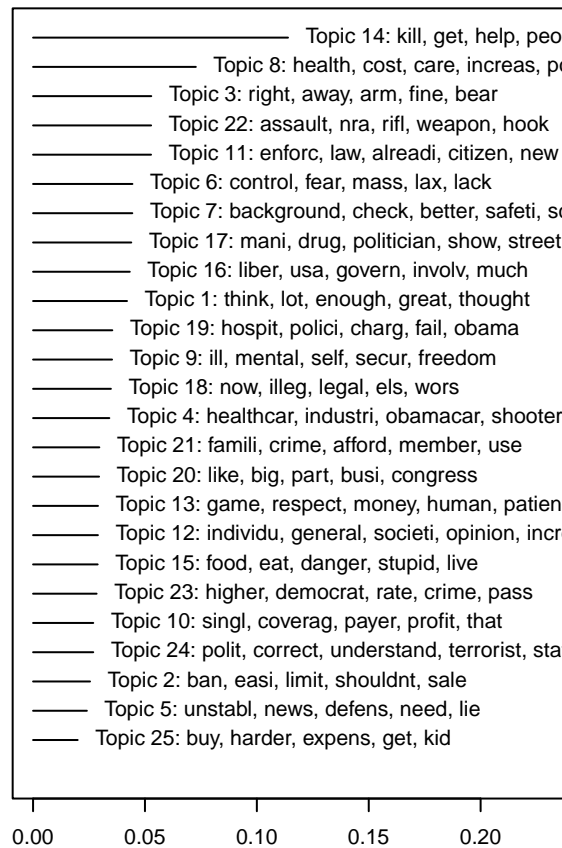 Topic 14: kill, get, help, peo
Topic 8: health, cost, care, increas, po
Topic 3: right, away, arm, fine, bear
Topic 22: assault, nra, rifl, weapon, hook
Topic 11: enforc, law, alreadi, citizen, new
Topic 6: control, fear, mass, lax, lack
Topic 7: background, check, better, safeti, sc
Topic 17: mani, drug, politician, show, street
Topic 16: liber, usa, govern, involv, much
Topic 1: think, lot, enough, great, thought
Topic 19: hospit, polici, charg, fail, obama
Topic 9: ill, mental, self, secur, freedom
Topic 18: now, illeg, legal, els, wors
Topic 4: healthcar, industri, obamacar, shooter
Topic 21: famili, crime, afford, member, use
Topic 20: like, big, part, busi, congress
Topic 13: game, respect, money, human, patien
Topic 12: individu, general, societi, opinion, incre
Topic 15: food, eat, danger, stupid, live
Topic 23: higher, democrat, rate, crime, pass
Topic 10: singl, coverag, payer, profit, that
Topic 24: polit, correct, understand, terrorist, sta
Topic 2: ban, easi, limit, shouldnt, sale
Topic 5: unstabl, news, defens, need, lie
Topic 25: buy, harder, expens, get, kid
0.00 0.05 0.10 0.15 0.20